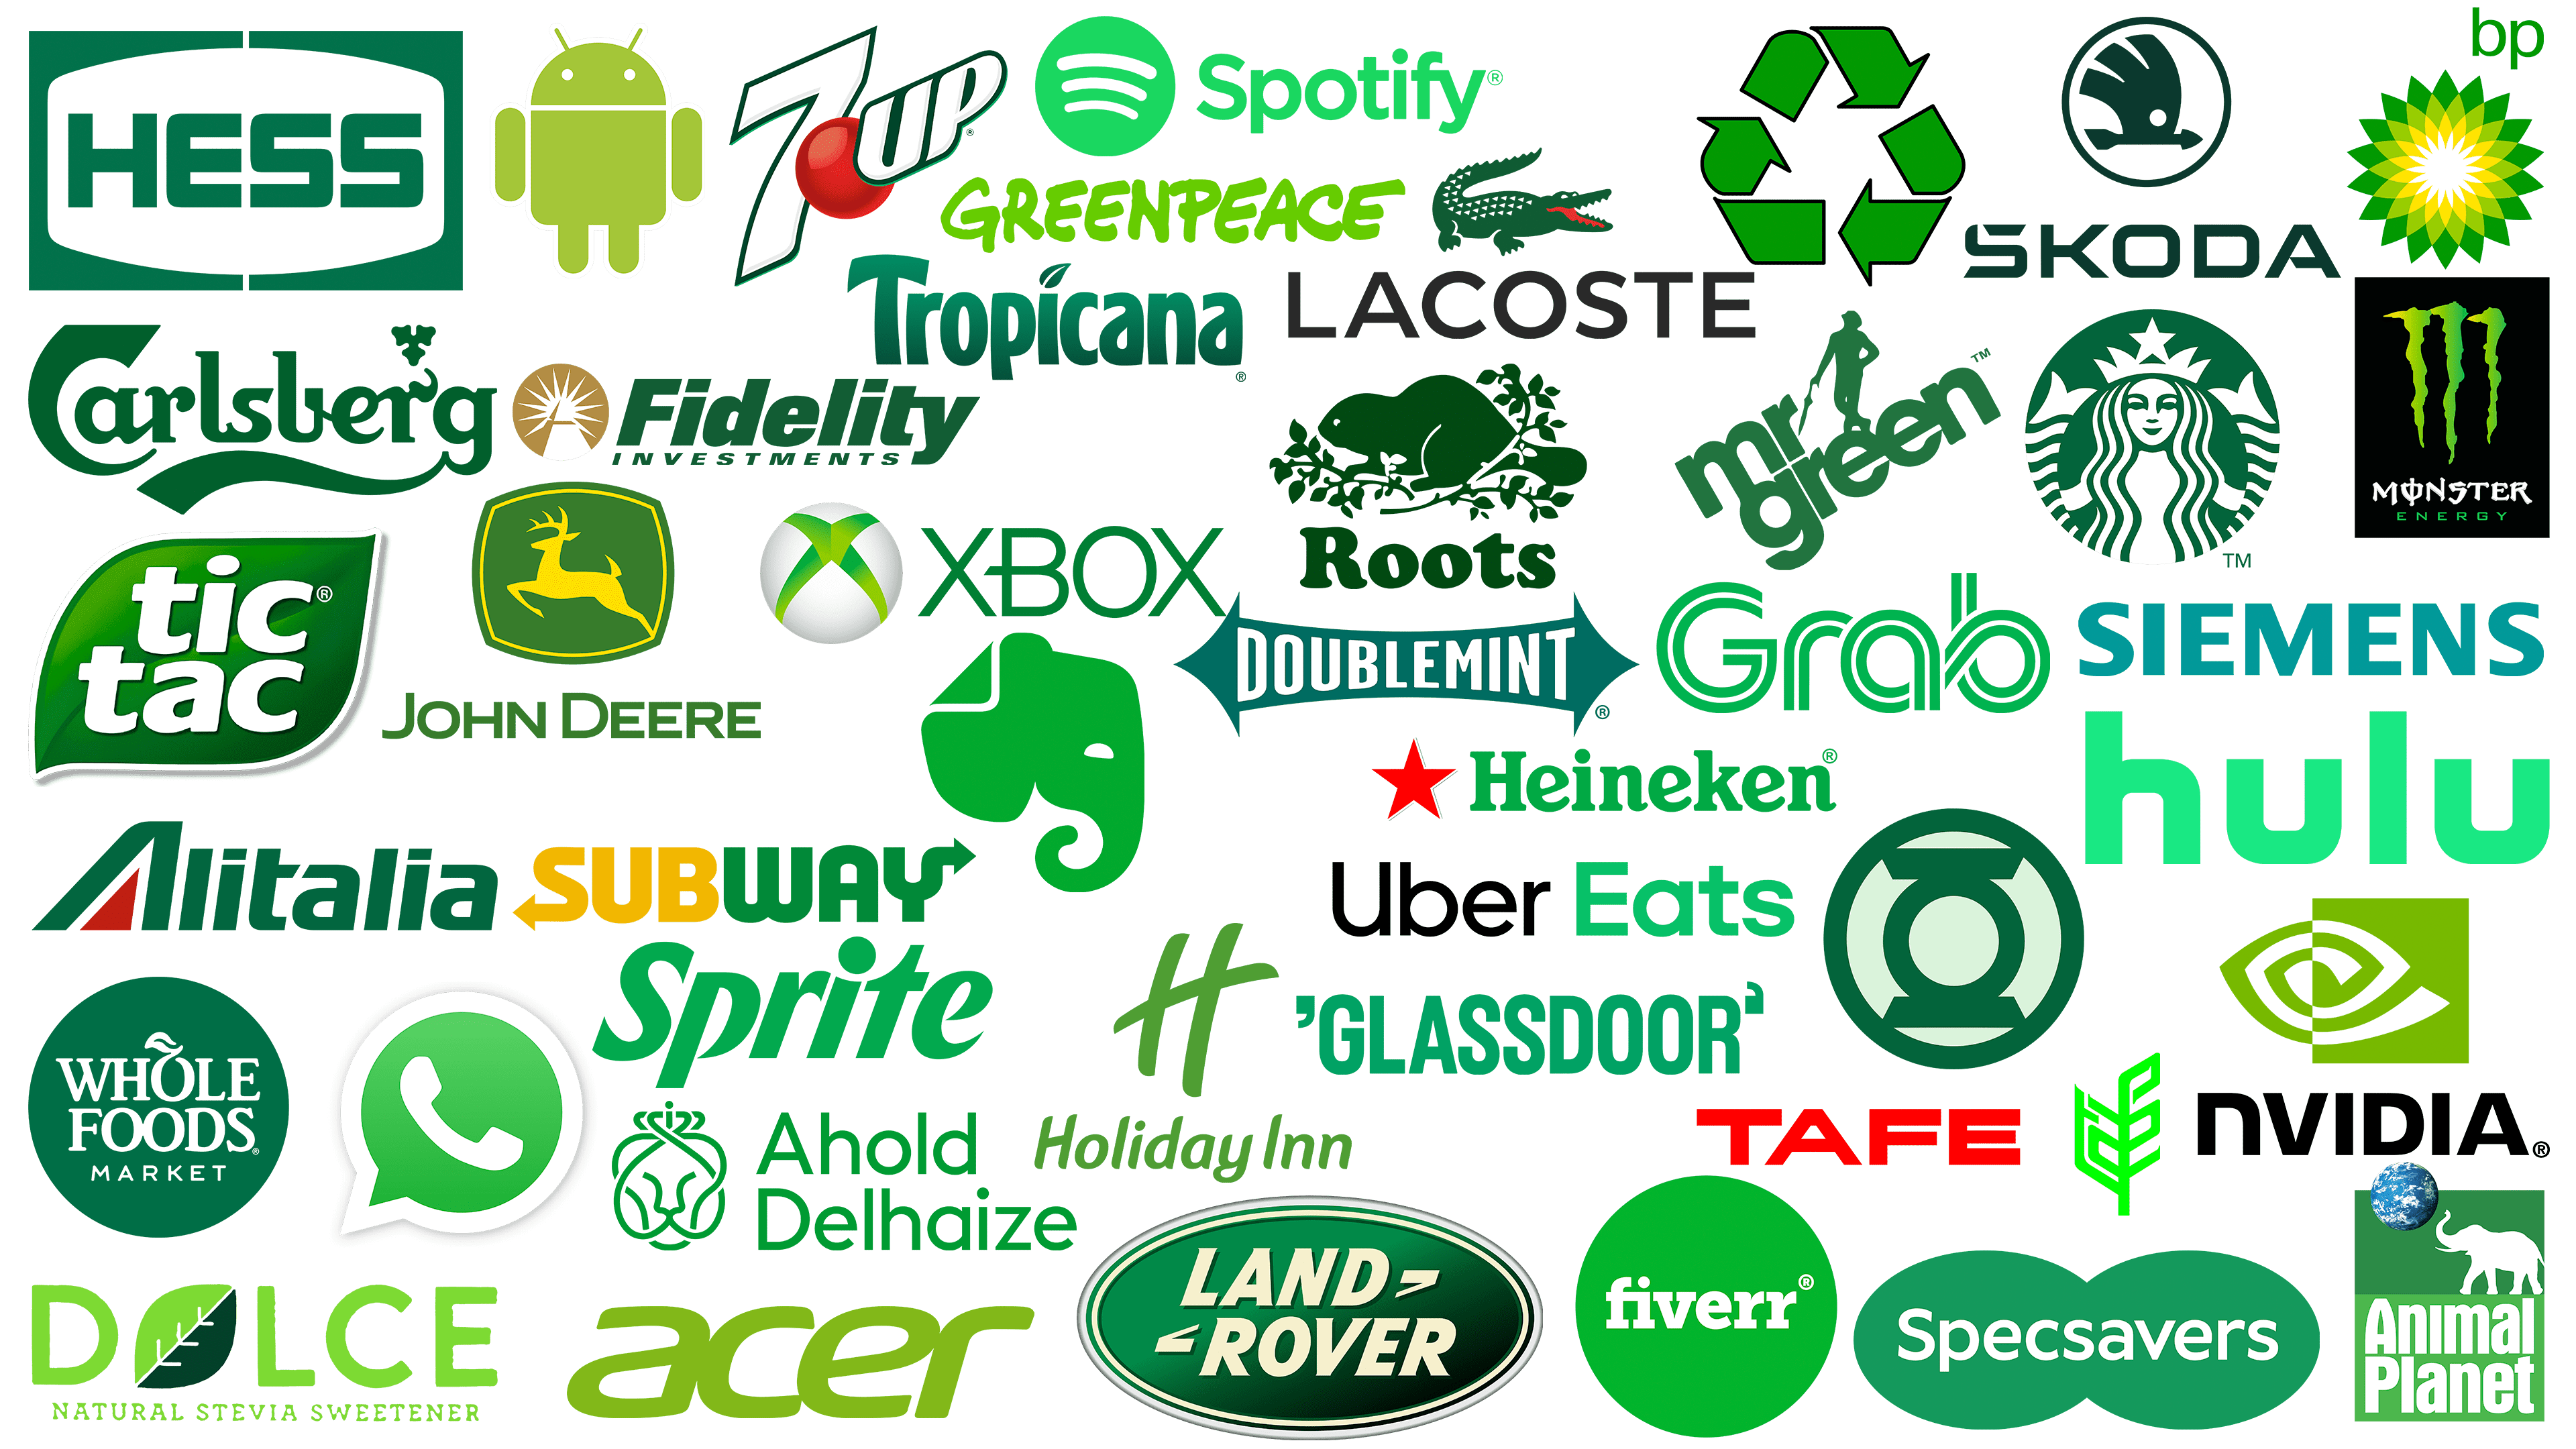 HESS
7UP®
Spotify®
bp
GREENPEACE
ŠKODA
Tropicana®
LACOSTE
Carlsberg
Fidelity
INVESTMENTS
mr
green™
™
MONSTER
ENERGY
tic®
tac
XBOX
Roots
JOHN DEERE
DOUBLEMINT®
Grab
SIEMENS
Heineken®
hulu
Alitalia
SUBWAY
Uber Eats
Sprite
'GLASSDOOR'
WHOLE
FOODS®
MARKET
Ahold
Delhaize
H
Holiday Inn
TAFE
nVIDIA®
DOLCE
NATURAL STEVIA SWEETENER
acer
LAND
ROVER
fiverr®
Specsavers
Animal
Planet